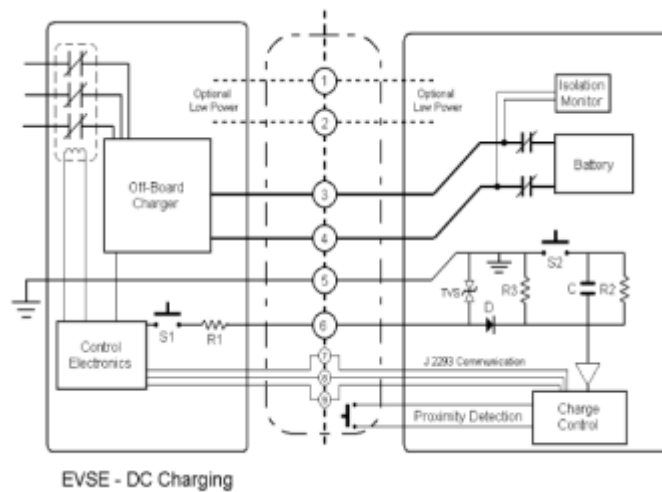 Optional
Low Power
1
Optional
Low Power
2
Isolation
Monitor
Battery
Off-Board
Charger
3
4
5
S2
TVS
R3
C
R2
D
6
S1
R1
Control
Electronics
7
8
9
J 2293 Communication
Proximity Detection
Charge
Control
EVSE - DC Charging